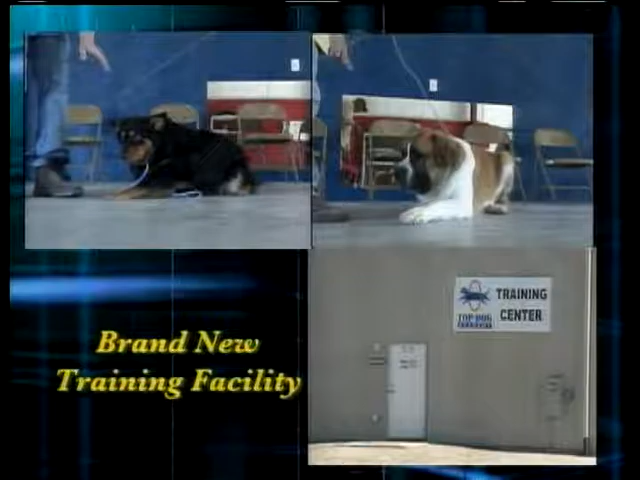 TRAINING
CENTER
TOP DOG
Brand New
Training Facility